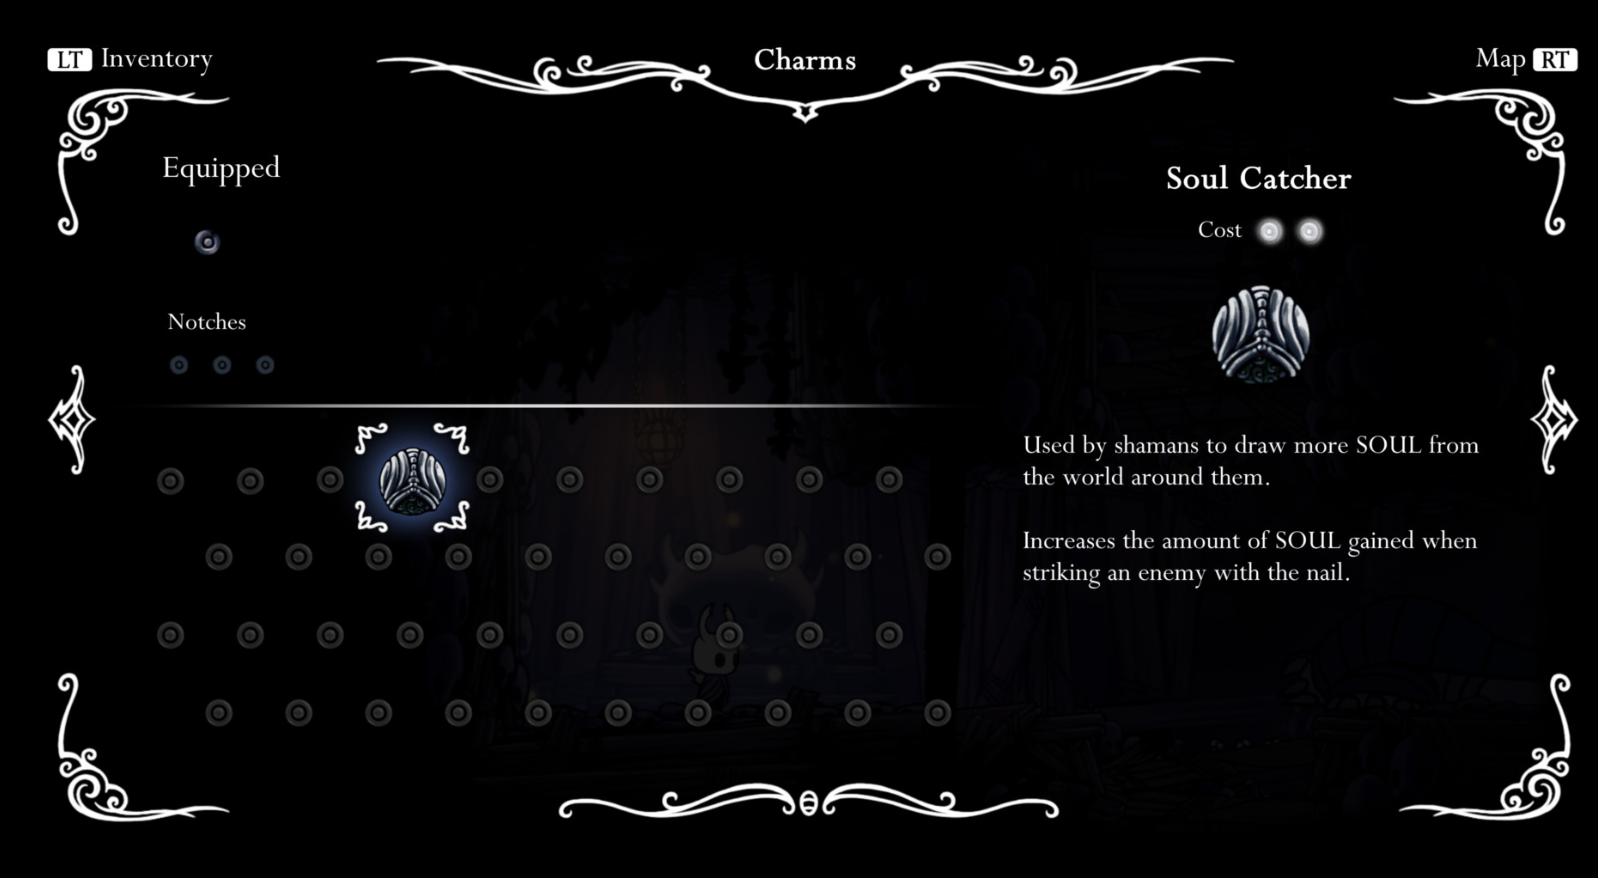 LT Inventory
Charms
Map RT
Equipped
Notches
Soul Catcher
Cost
Used by shamans to draw more SOUL from
the world around them.
Increases the amount of SOUL gained when
striking an enemy with the nail.